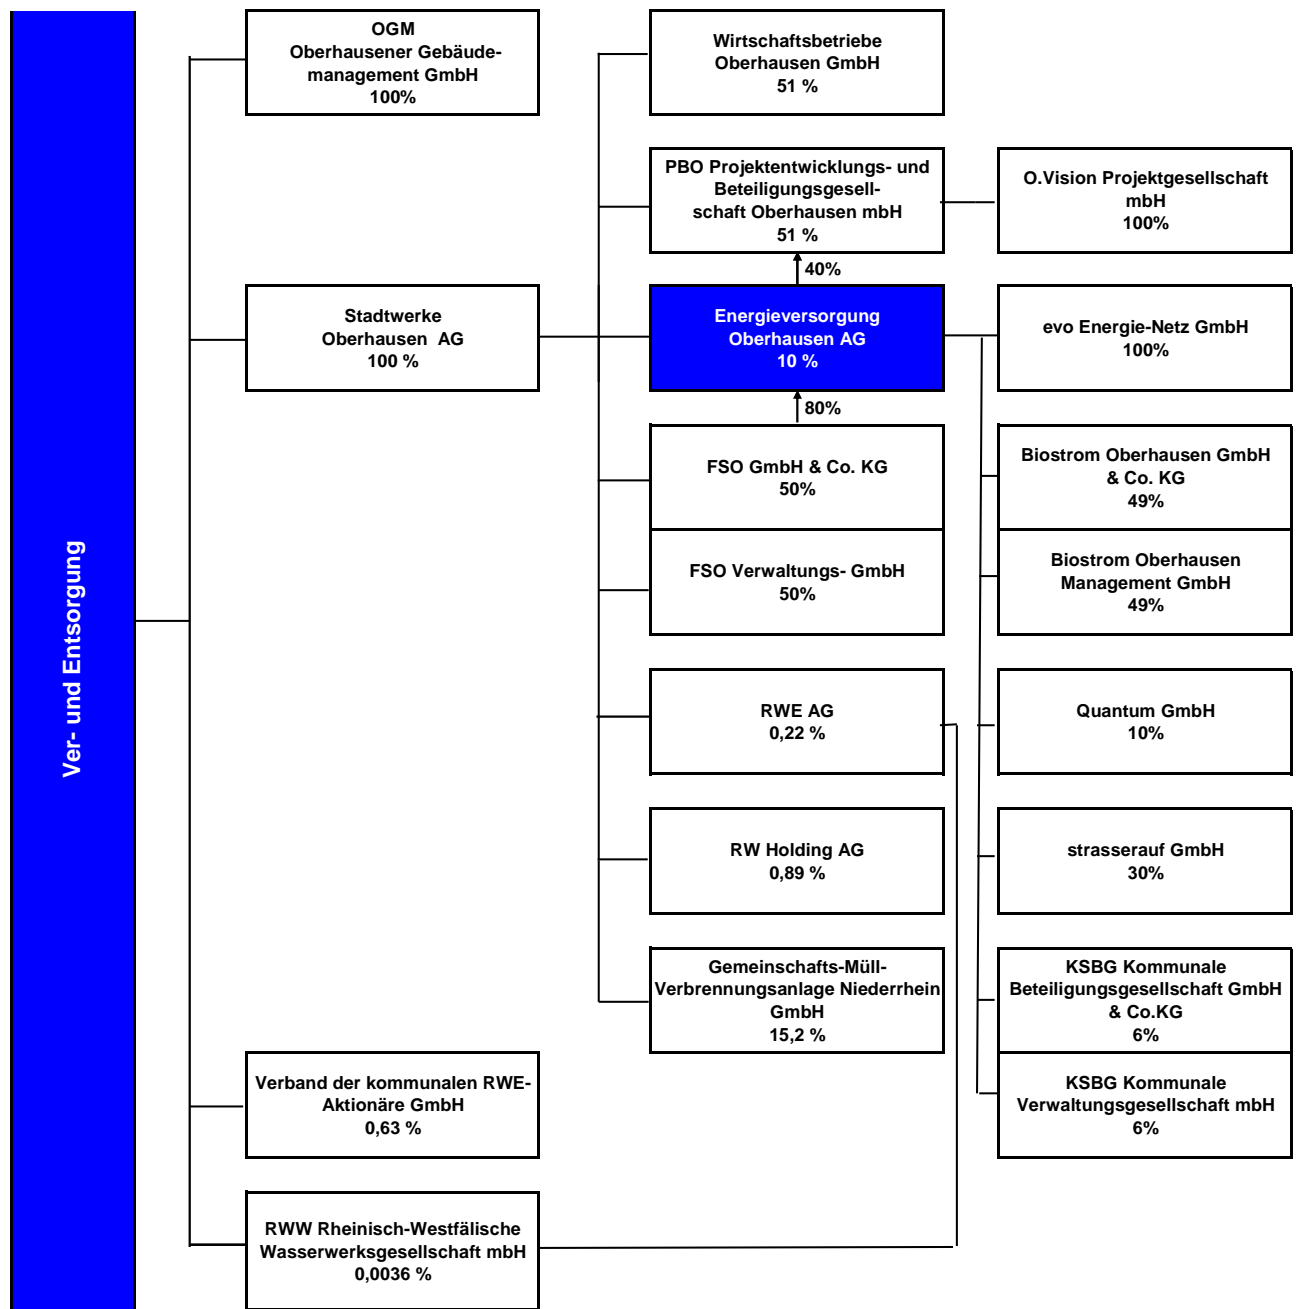 Ver- und Entsorgung
OGM
Oberhausener Gebäude-
management GmbH
100%
Stadtwerke
Oberhausen AG
100 %
Verband der kommunalen RWE-
Aktionäre GmbH
0,63 %
RWW Rheinisch-Westfälische
Wasserwerksgesellschaft mbH
0,0036 %
Wirtschaftsbetriebe
Oberhausen GmbH
51 %
PBO Projektentwicklungs- und
Beteiligungsgesell-
schaft Oberhausen mbH
51 %
40%
Energieversorgung
Oberhausen AG
10 %
80%
FSO GmbH & Co. KG
50%
FSO Verwaltungs- GmbH
50%
RWE AG
0,22 %
RW Holding AG
0,89 %
Gemeinschafts-Müll-
Verbrennungsanlage Niederrhein
GmbH
15,2 %
O.Vision Projektgesellschaft
mbH
100%
evo Energie-Netz GmbH
100%
Biostrom Oberhausen GmbH
& Co. KG
49%
Biostrom Oberhausen
Management GmbH
49%
Quantum GmbH
10%
strasserauf GmbH
30%
KSBG Kommunale
Beteiligungsgesellschaft GmbH
& Co.KG
6%
KSBG Kommunale
Verwaltungsgesellschaft mbH
6%